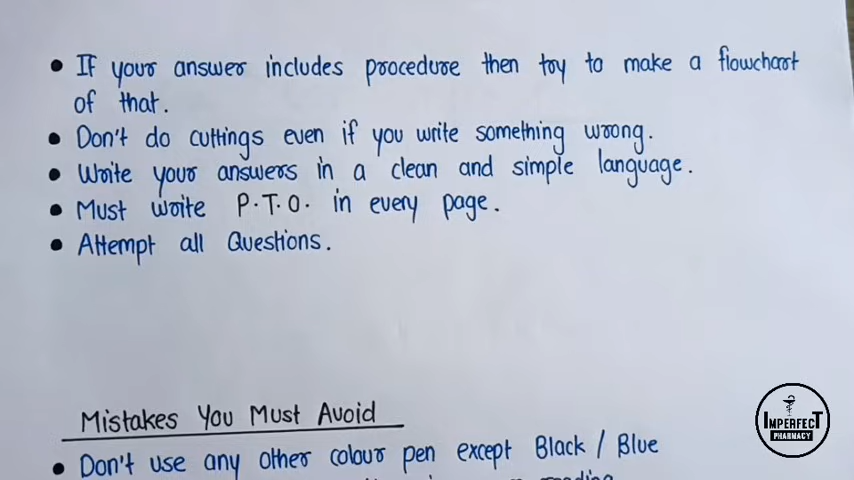 • If your answer includes procedure then try to make a flowchart
of that.
• Don't do cuttings even if you write something wrong.
• Write your answers in a clean and simple language.
• Must write P.T.O. in every page.
• Attempt all Questions.
Mistakes You Must Avoid
• Don't use any other colour pen except Black / Blue
reading
IMPERFECT
PHARMACY